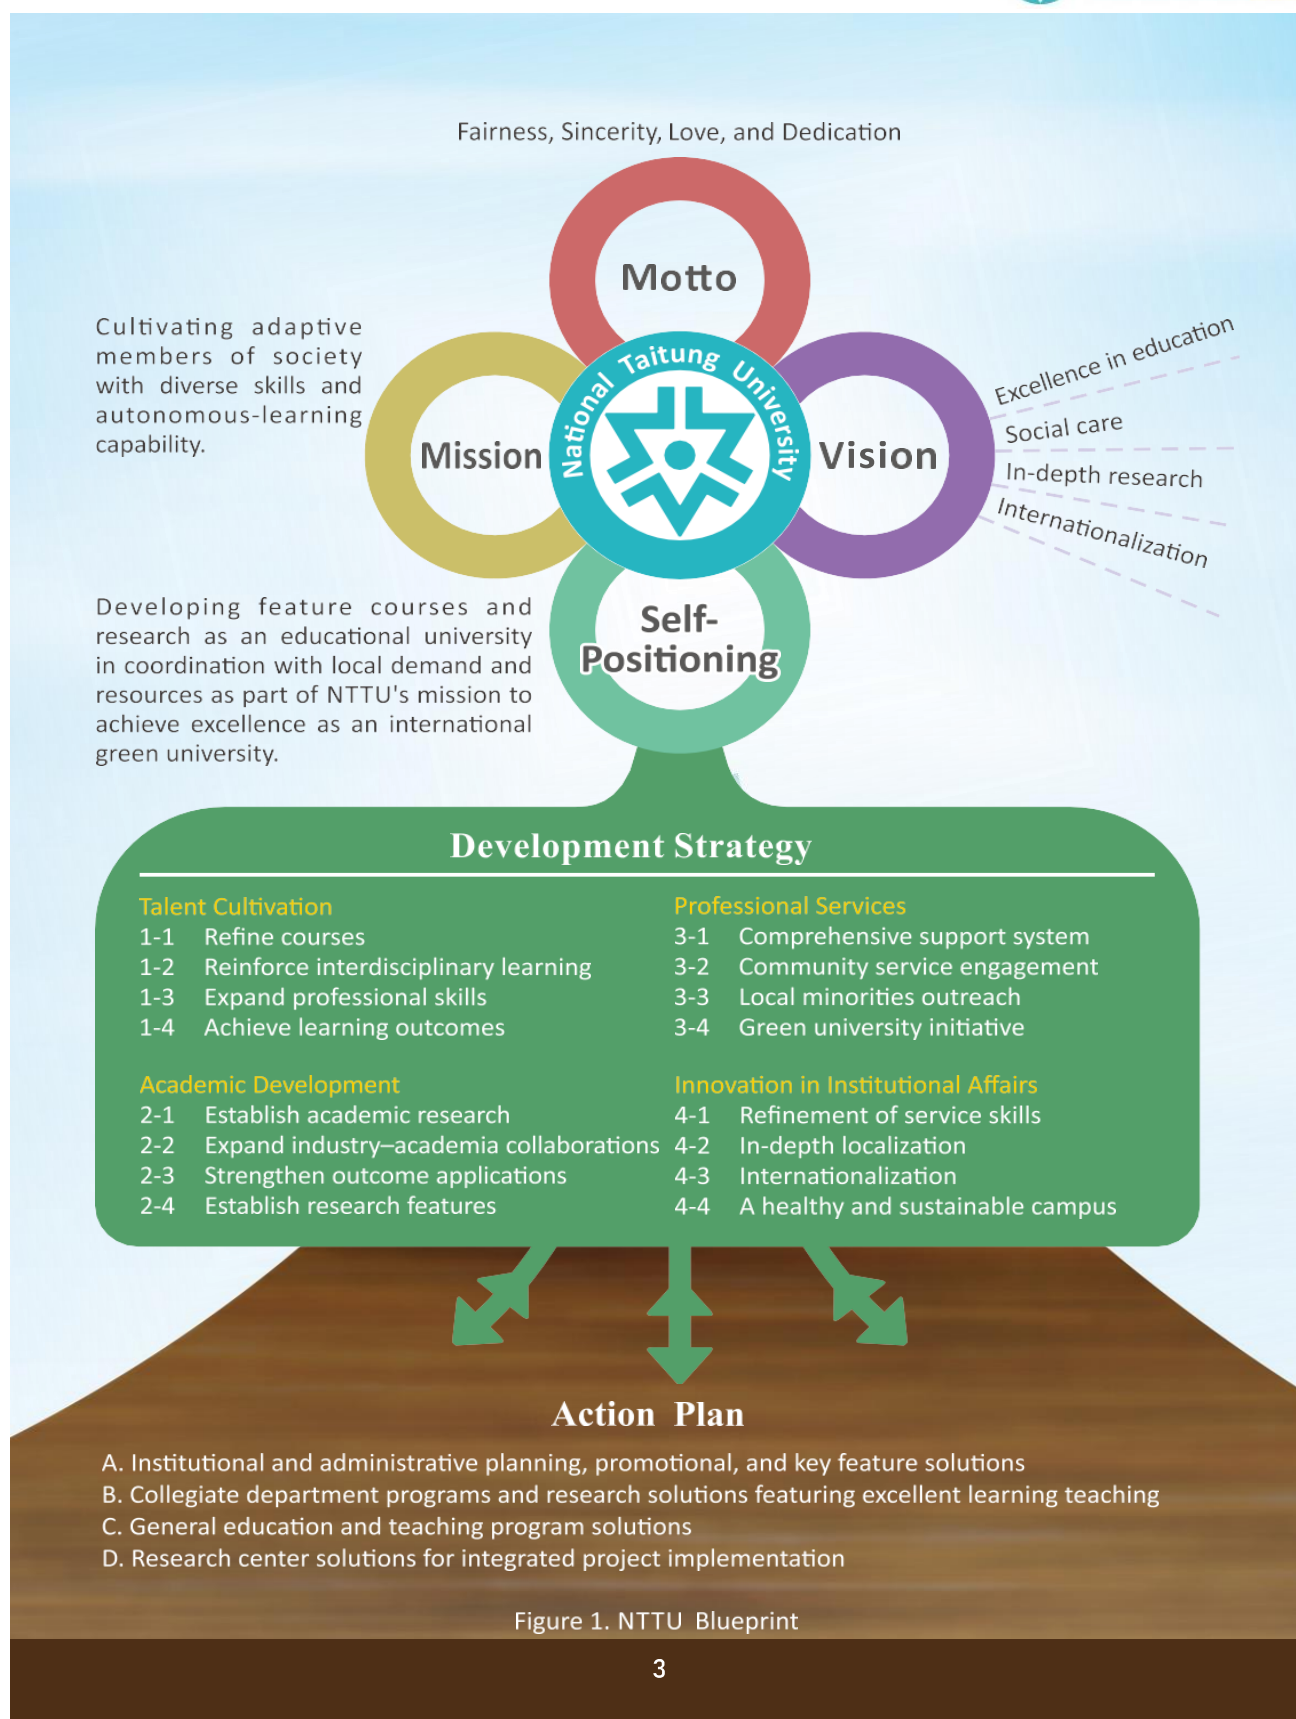 Fairness, Sincerity, Love, and Dedication
Motto
Cultivating adaptive
members of society
with diverse skills and
autonomous-learning
capability.
Mission
National Taitung University
Vision
Excellence in education
Social care
In-depth research
Internationalization
Developing feature courses and
research as an educational university
in coordination with local demand and
resources as part of NTTU's mission to
achieve excellence as an international
green university.
Self-
Positioning
Development Strategy
Talent Cultivation
1-1 Refine courses
1-2 Reinforce interdisciplinary learning
1-3 Expand professional skills
1-4 Achieve learning outcomes
Academic Development
2-1 Establish academic research
2-2 Expand industry–academia collaborations
2-3 Strengthen outcome applications
2-4 Establish research features
Professional Services
3-1 Comprehensive support system
3-2 Community service engagement
3-3 Local minorities outreach
3-4 Green university initiative
Innovation in Institutional Affairs
4-1 Refinement of service skills
4-2 In-depth localization
4-3 Internationalization
4-4 A healthy and sustainable campus
Action Plan
A. Institutional and administrative planning, promotional, and key feature solutions
B. Collegiate department programs and research solutions featuring excellent learning teaching
C. General education and teaching program solutions
D. Research center solutions for integrated project implementation
Figure 1. NTTU Blueprint
3